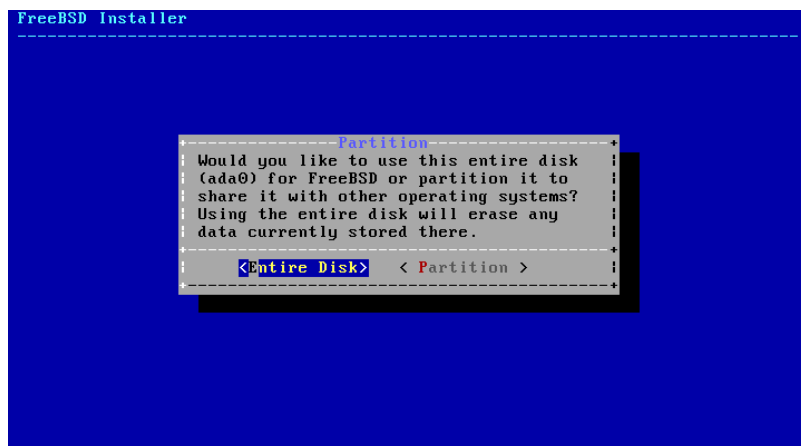 FreeBSD Installer
Partition
Would you like to use this entire disk
(ada0) for FreeBSD or partition it to
share it with other operating systems?
Using the entire disk will erase any
data currently stored there.
<Entire Disk> < Partition >